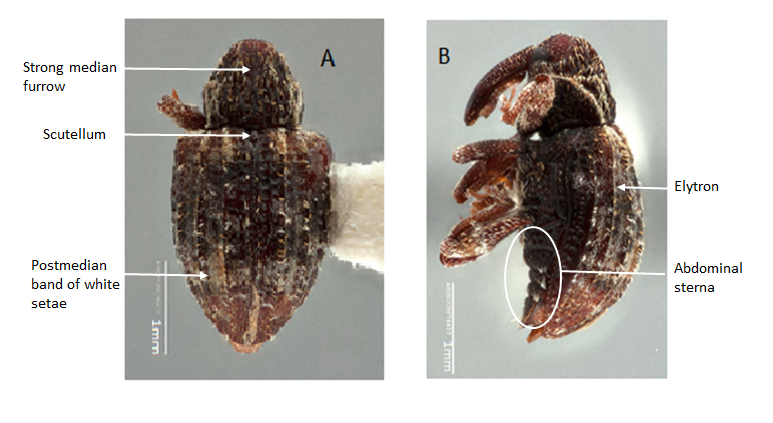 A
B
Strong median
furrow
Scutellum
Postmedian
band of white
setae
Elytron
Abdominal
sterna
1mm
1mm